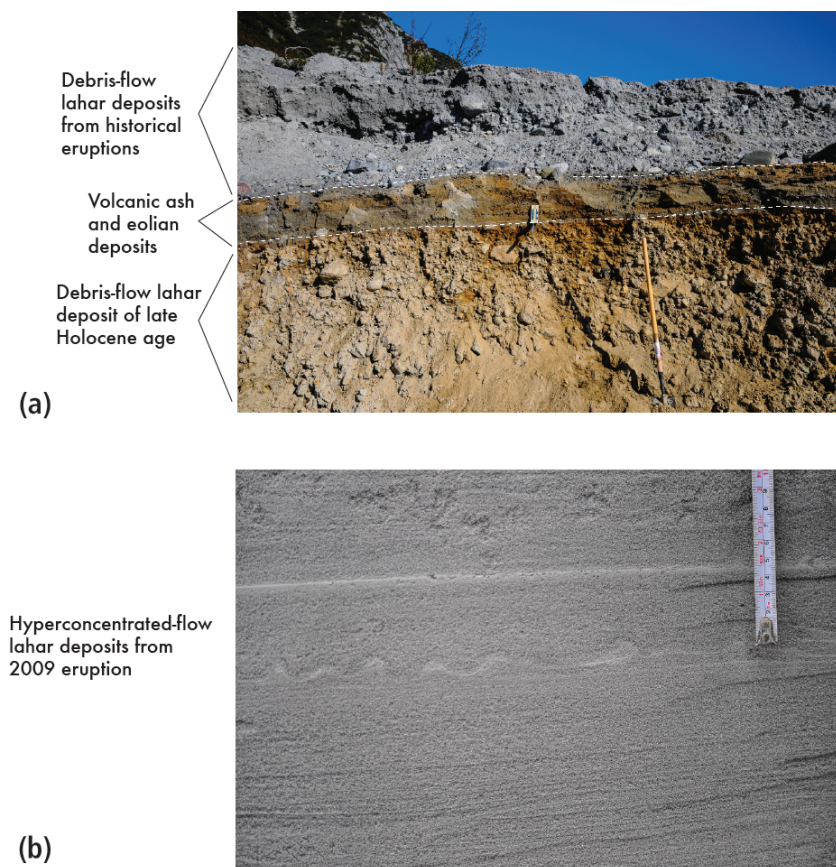 Debris-flow
lahar deposits
from historical
eruptions
Volcanic ash
and eolian
deposits
Debris-flow lahar
deposit of late
Holocene age
(a)
Hyperconcentrated-flow
lahar deposits from
2009 eruption
(b)